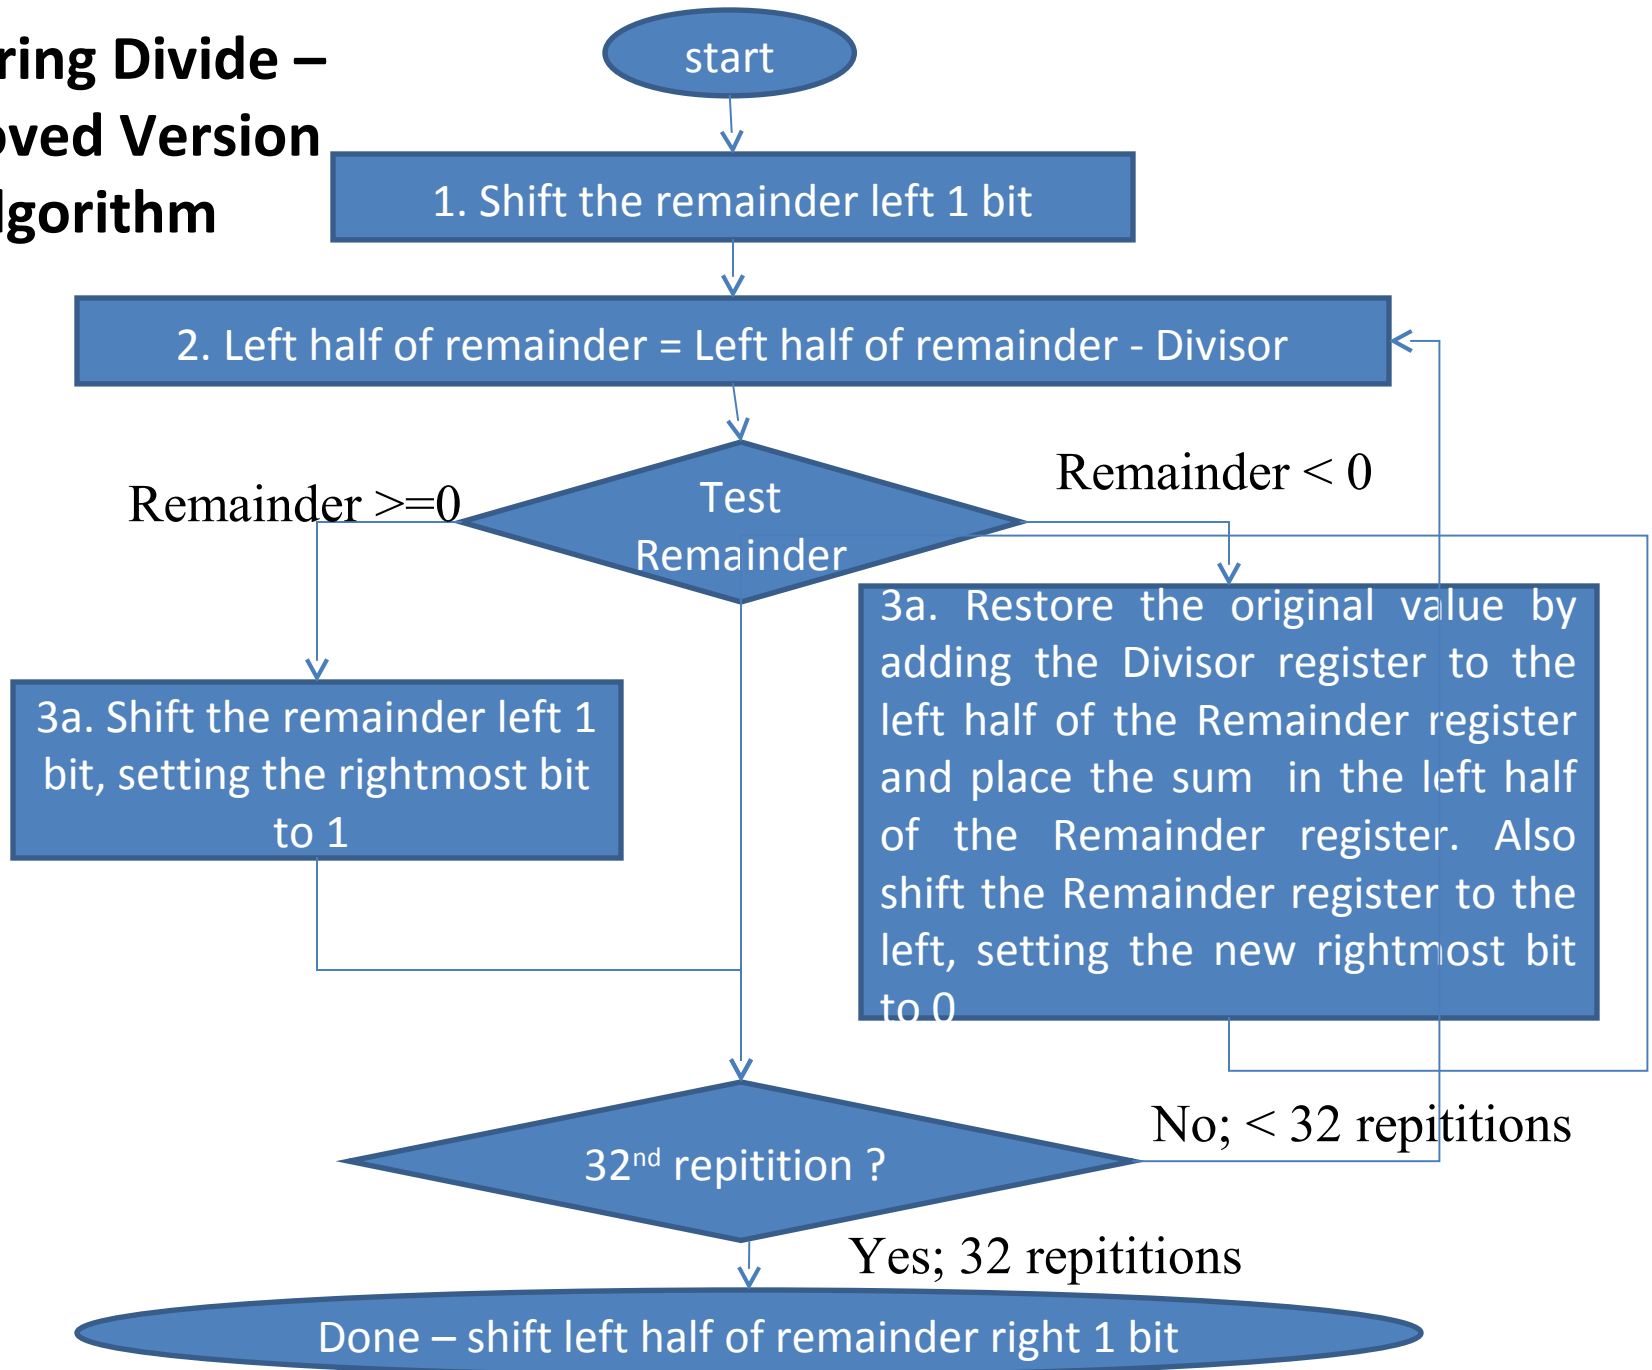 ring Divide –
oved Version
lgorithm
start
1. Shift the remainder left 1 bit
2. Left half of remainder = Left half of remainder - Divisor
Remainder >=0
Test
Remainder
Remainder < 0
3a. Shift the remainder left 1
bit, setting the rightmost bit
to 1
3a. Restore the original value by
adding the Divisor register to the
left half of the Remainder register
and place the sum in the left half
of the Remainder register. Also
shift the Remainder register to the
left, setting the new rightmost bit
to 0
No; < 32 repititions
32nd repitition ?
Yes; 32 repititions
Done – shift left half of remainder right 1 bit